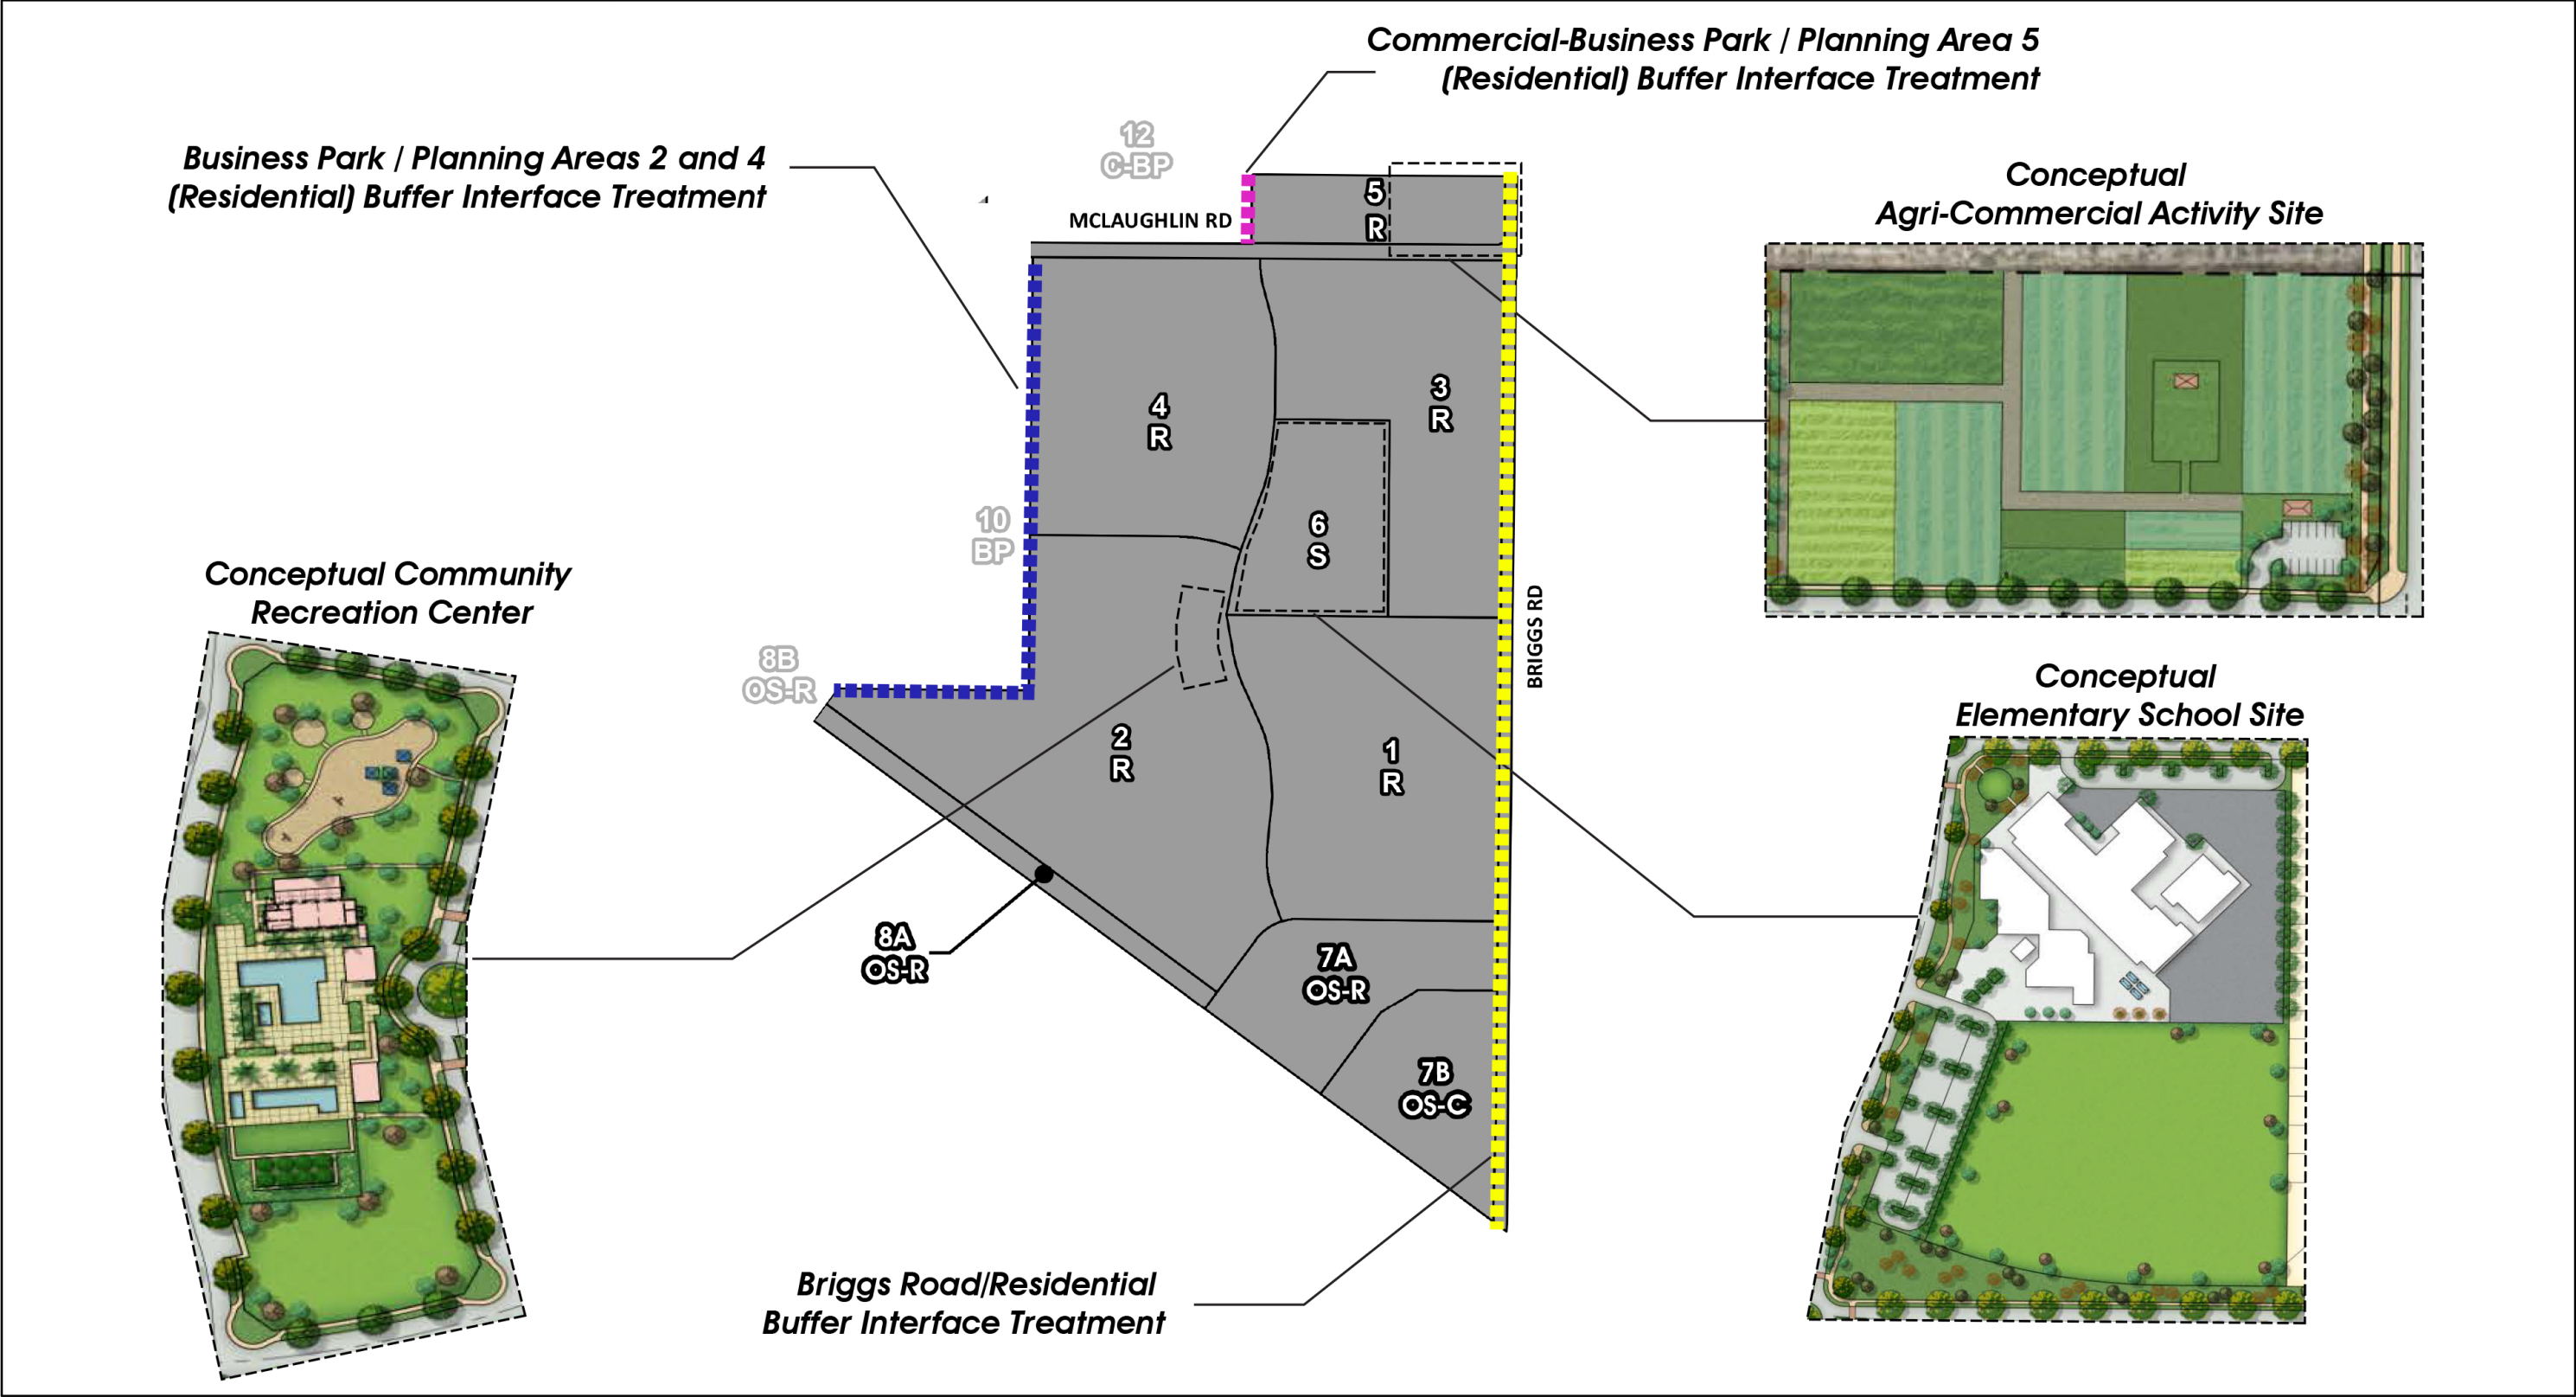 Commercial-Business Park / Planning Area 5
(Residential) Buffer Interface Treatment
Business Park / Planning Areas 2 and 4
(Residential) Buffer Interface Treatment
12
C-BP
MCLAUGHLIN RD
5
R
Conceptual
Agri-Commercial Activity Site
4
R
3
R
10
BP
6
S
BRIGGS RD
Conceptual Community
Recreation Center
8B
OS-R
2
R
1
R
Conceptual
Elementary School Site
8A
OS-R
7A
OS-R
7B
OS-C
Briggs Road/Residential
Buffer Interface Treatment